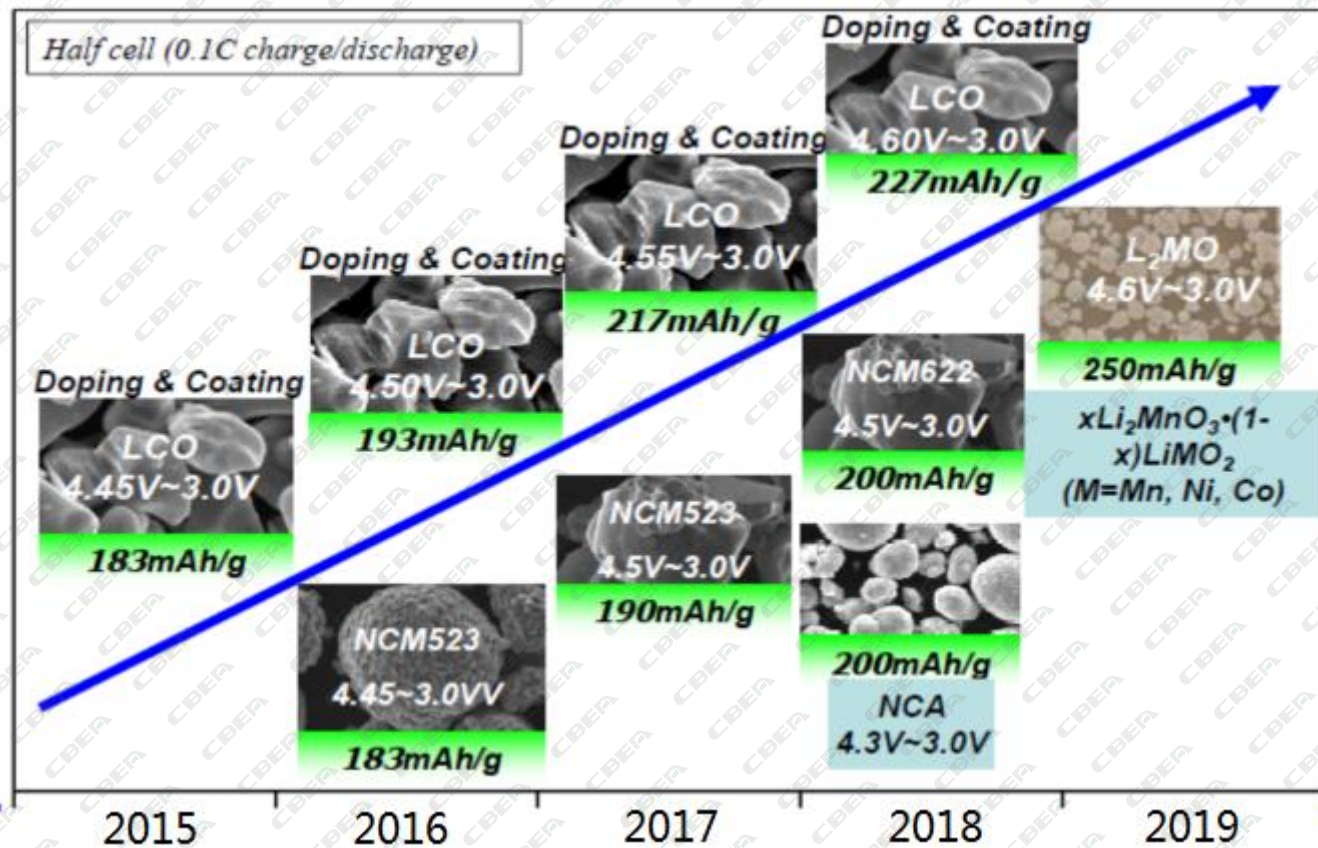 Half cell (0.1C charge/discharge)
Doping & Coating
LCO
4.45V~3.0V
183mAh/g
Doping & Coating
LCO
4.50V~3.0V
193mAh/g
NCM523
4.45~3.0VV
183mAh/g
Doping & Coating
LCO
4.55V~3.0V
217mAh/g
NCM523
4.5V~3.0V
190mAh/g
Doping & Coating
LCO
4.60V~3.0V
227mAh/g
NCM622
4.5V~3.0V
200mAh/g
200mAh/g
NCA
4.3V~3.0V
L₂MO
4.6V~3.0V
250mAh/g
xLi₂MnO₃•(1-
x)LiMO₂
(M=Mn, Ni, Co)
2015 2016 2017 2018 2019
CBEA